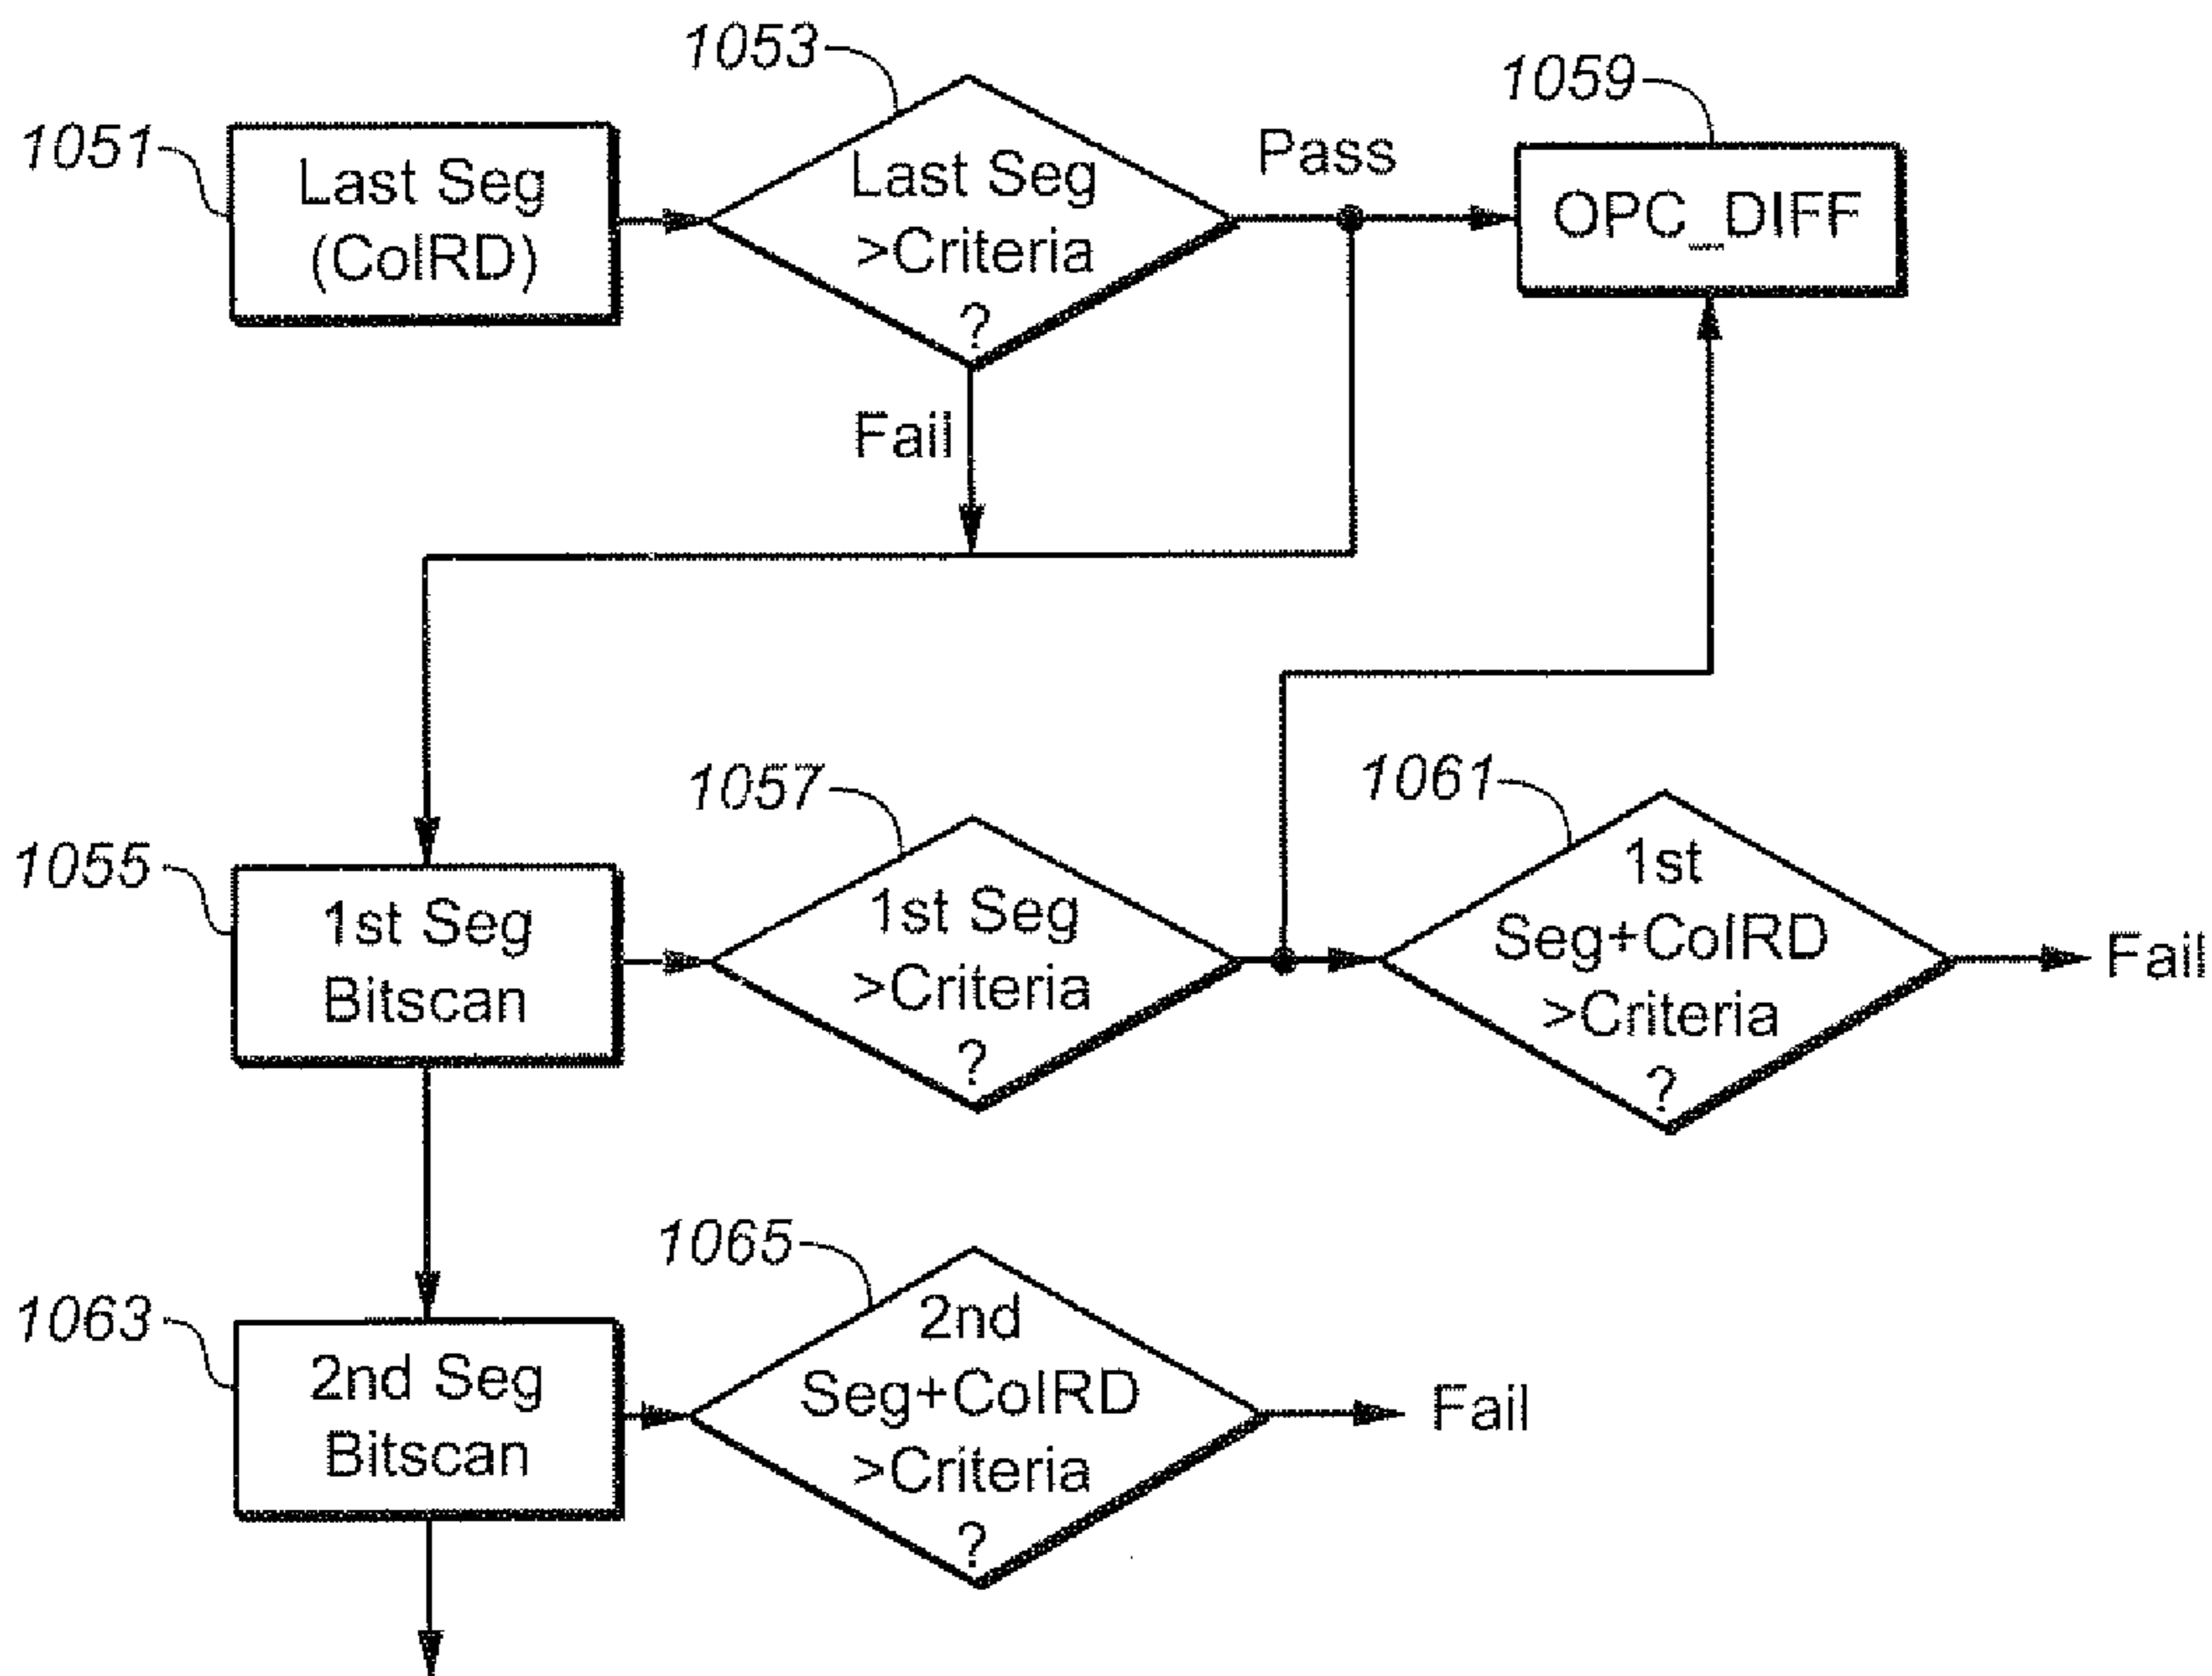 1051
Last Seg
(ColRD)
1053
Last Seg
>Criteria
?
Pass
1059
OPC_DIFF
Fail
1055
1st Seg
Bitscan
1057
1st Seg
>Criteria
?
1061
1st
Seg+ColRD
>Criteria
?
Fail
1063
2nd Seg
Bitscan
1065
2nd
Seg+ColRD
>Criteria
?
Fail